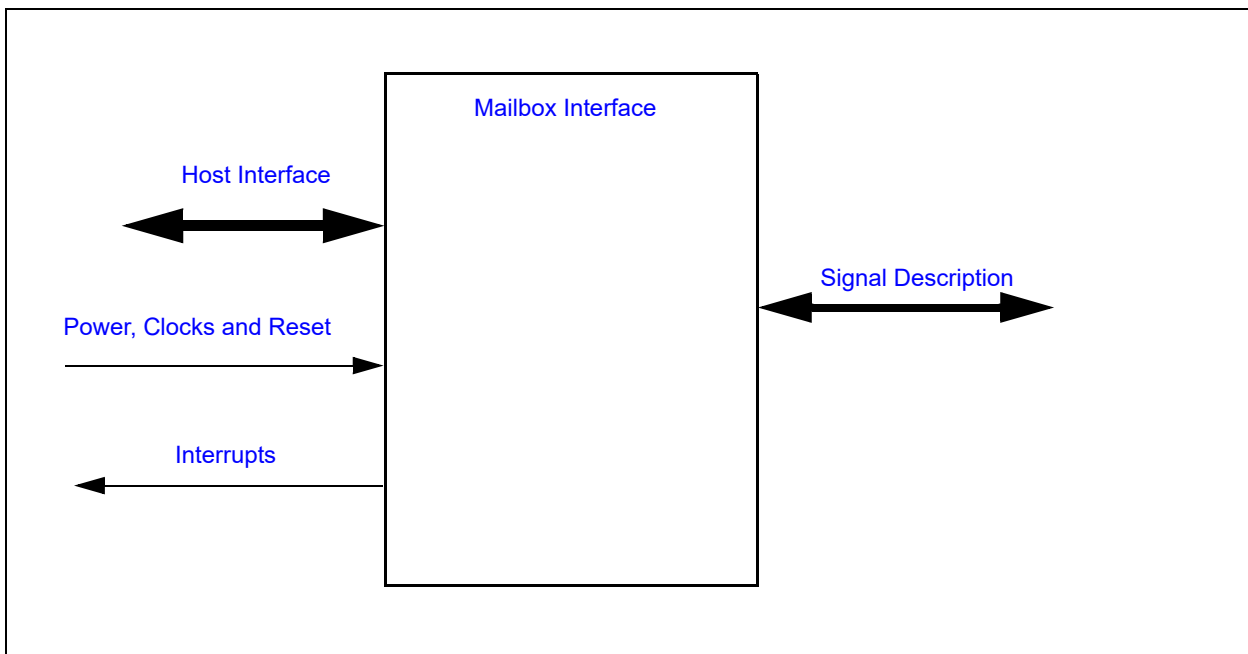 Mailbox Interface
Host Interface
Signal Description
Power, Clocks and Reset
Interrupts